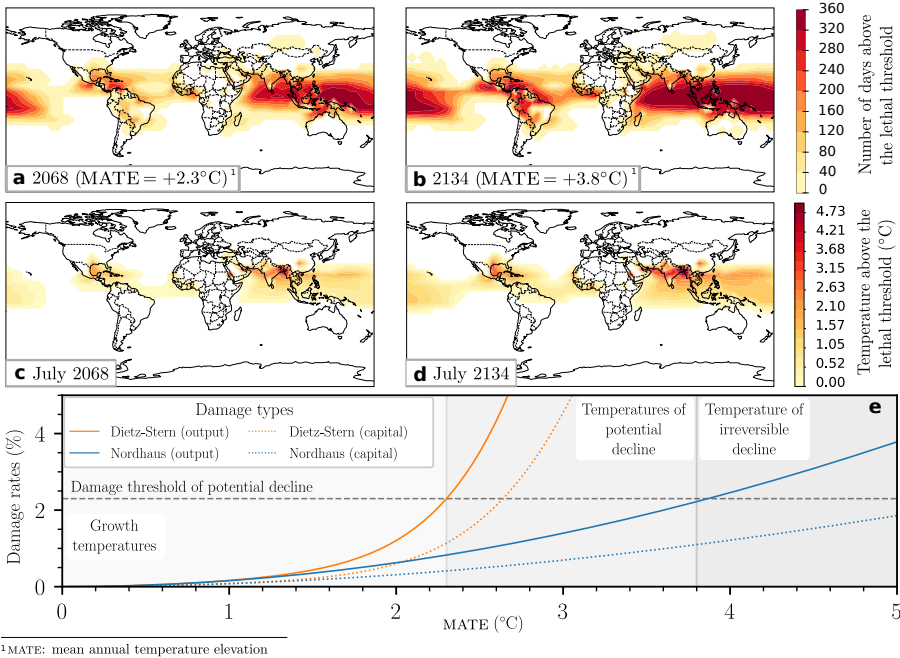 a 2068 (MATE = +2.3°C)¹
b 2134 (MATE = +3.8°C)¹
360
320
280
240
200
160
120
80
40
0
Number of days above
the lethal threshold
c July 2068
d July 2134
4.73
4.21
3.68
3.15
2.63
2.10
1.57
1.05
0.52
0.00
Temperature above the
lethal threshold (°C)
e
Damage types
Dietz-Stern (output)
Dietz-Stern (capital)
Nordhaus (output)
Nordhaus (capital)
Temperatures of
potential
decline
Temperature of
irreversible
decline
Damage threshold of potential decline
Growth
temperatures
Damage rates (%)
4
2
0
0
1
2
3
4
5
MATE (°C)
¹MATE: mean annual temperature elevation